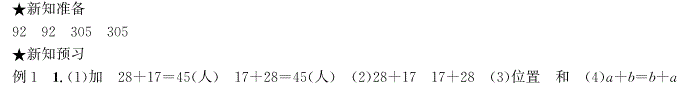 ★新知准备
92 92 305 305
★新知预习
例1 1.(1)加 28+17=45(人) 17+28=45(人) (2)28+17 17+28 (3)位置 和 (4)a+b=b+a